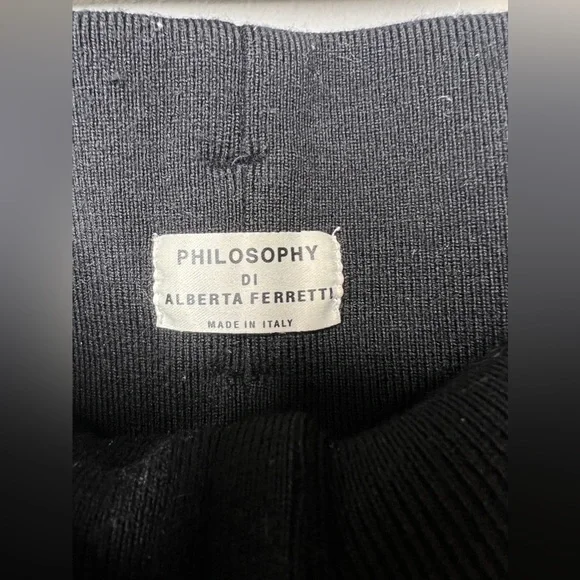 PHILOSOPHY
DI
ALBERTA FERRETTI
MADE IN ITALY